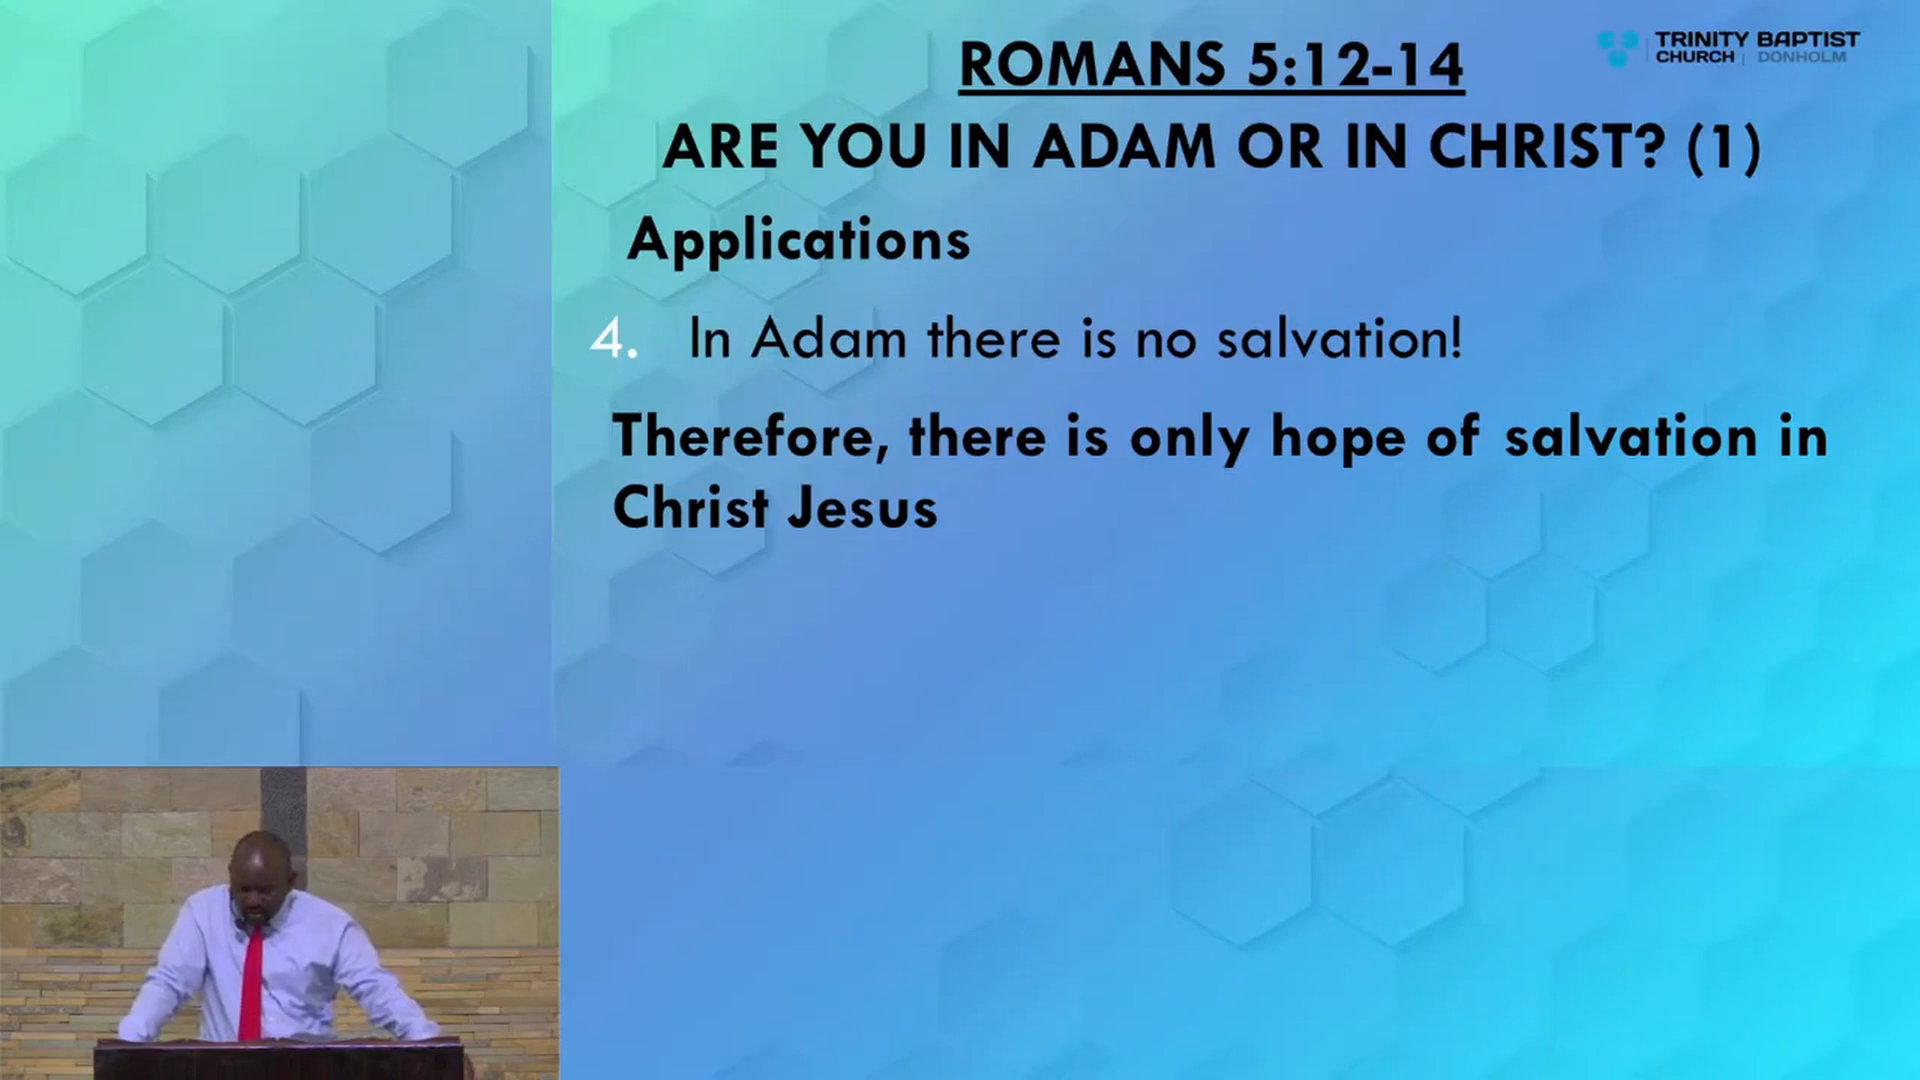 ROMANS 5:12-14
TRINITY BAPTIST
CHURCH | DONHOLM
ARE YOU IN ADAM OR IN CHRIST? (1)
Applications
4. In Adam there is no salvation!
Therefore, there is only hope of salvation in
Christ Jesus